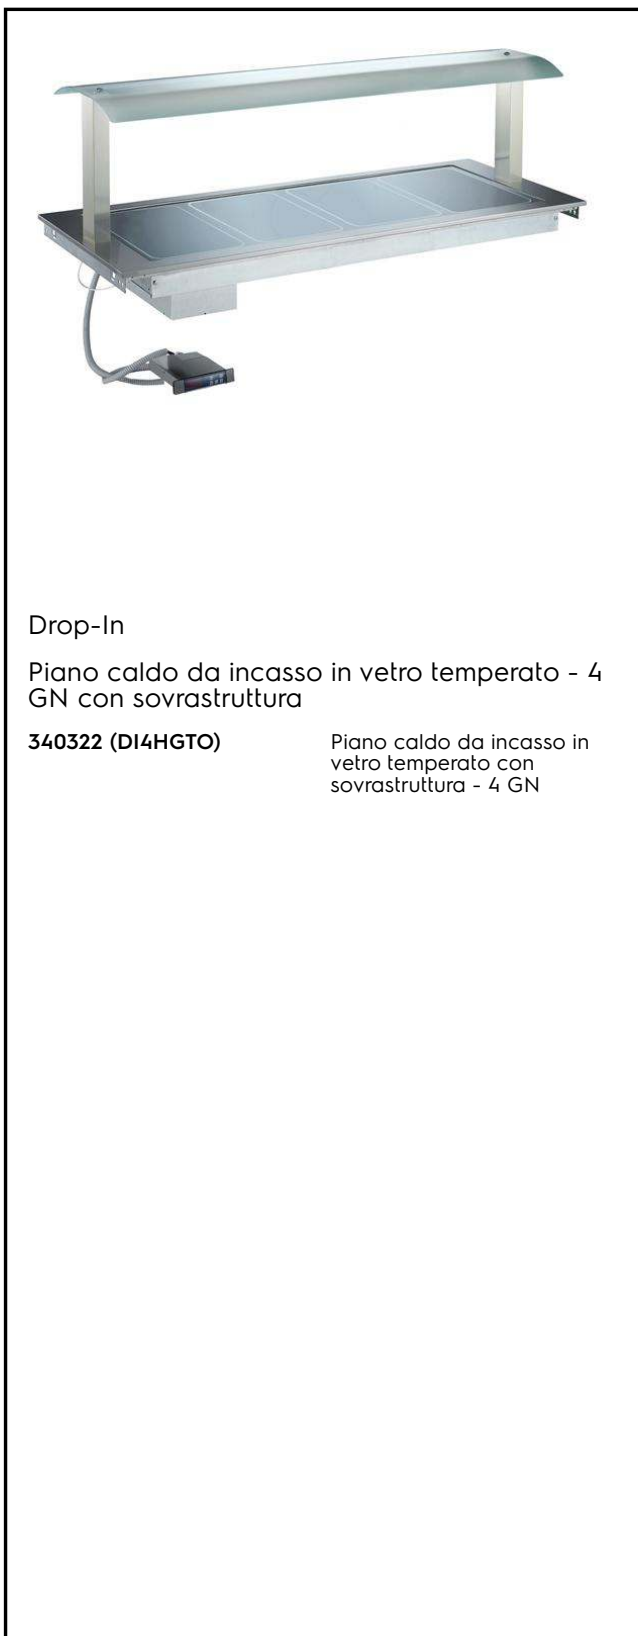 Drop-In
Piano caldo da incasso in vetro temperato - 4
GN con sovrastruttura
340322 (DI4HGTO)
Piano caldo da incasso in
vetro temperato con
sovrastruttura - 4 GN